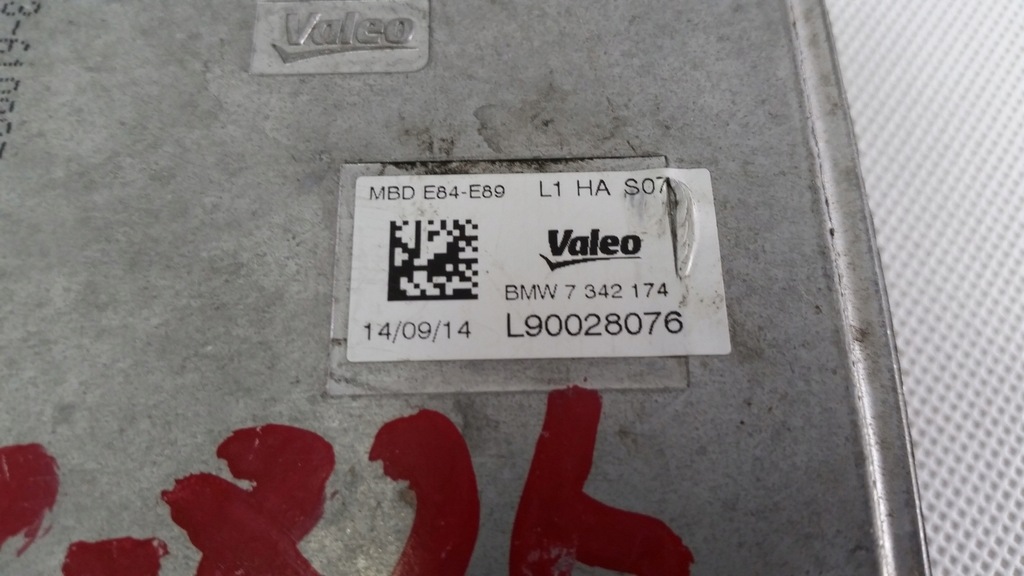 Valeo
MBD E84-E89 L1 HA S07
Valeo
BMW 7 342 174
14/09/14 L90028076